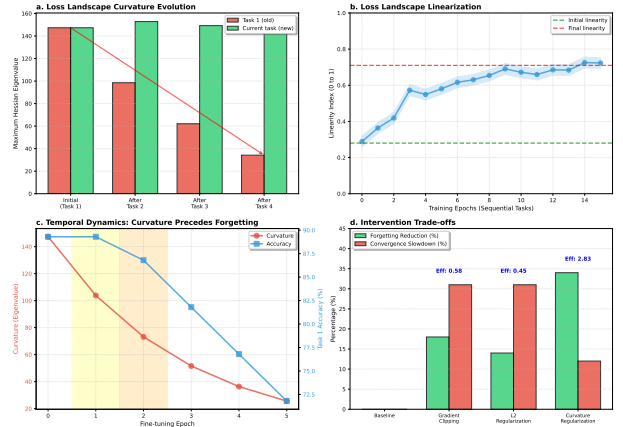 a. Loss Landscape Curvature Evolution
Task 1 (old)
Current task (new)
160
140
120
100
80
60
40
20
0
Maximum Hessian Eigenvalue
Initial
(Task 1)
After
Task 2
After
Task 3
After
Task 4
b. Loss Landscape Linearization
Initial linearity
Final linearity
1.0
0.8
0.6
0.4
0.2
0.0
Linearity Index (0 to 1)
0
2
4
6
8
10
12
14
Training Epochs (Sequential Tasks)
c. Temporal Dynamics: Curvature Precedes Forgetting
Curvature
Accuracy
140
120
100
80
60
40
20
Curvature (Eigenvalue)
90.0
87.5
85.0
82.5
80.0
77.5
75.0
72.5
Task 1 Accuracy (%)
0
1
2
3
4
5
Fine-tuning Epoch
d. Intervention Trade-offs
Forgetting Reduction (%)
Convergence Slowdown (%)
Eff: 0.58
Eff: 0.45
Eff: 2.83
45
40
35
30
25
20
15
10
5
0
Percentage (%)
Baseline
Gradient
Clipping
L2
Regularization
Curvature
Regularization